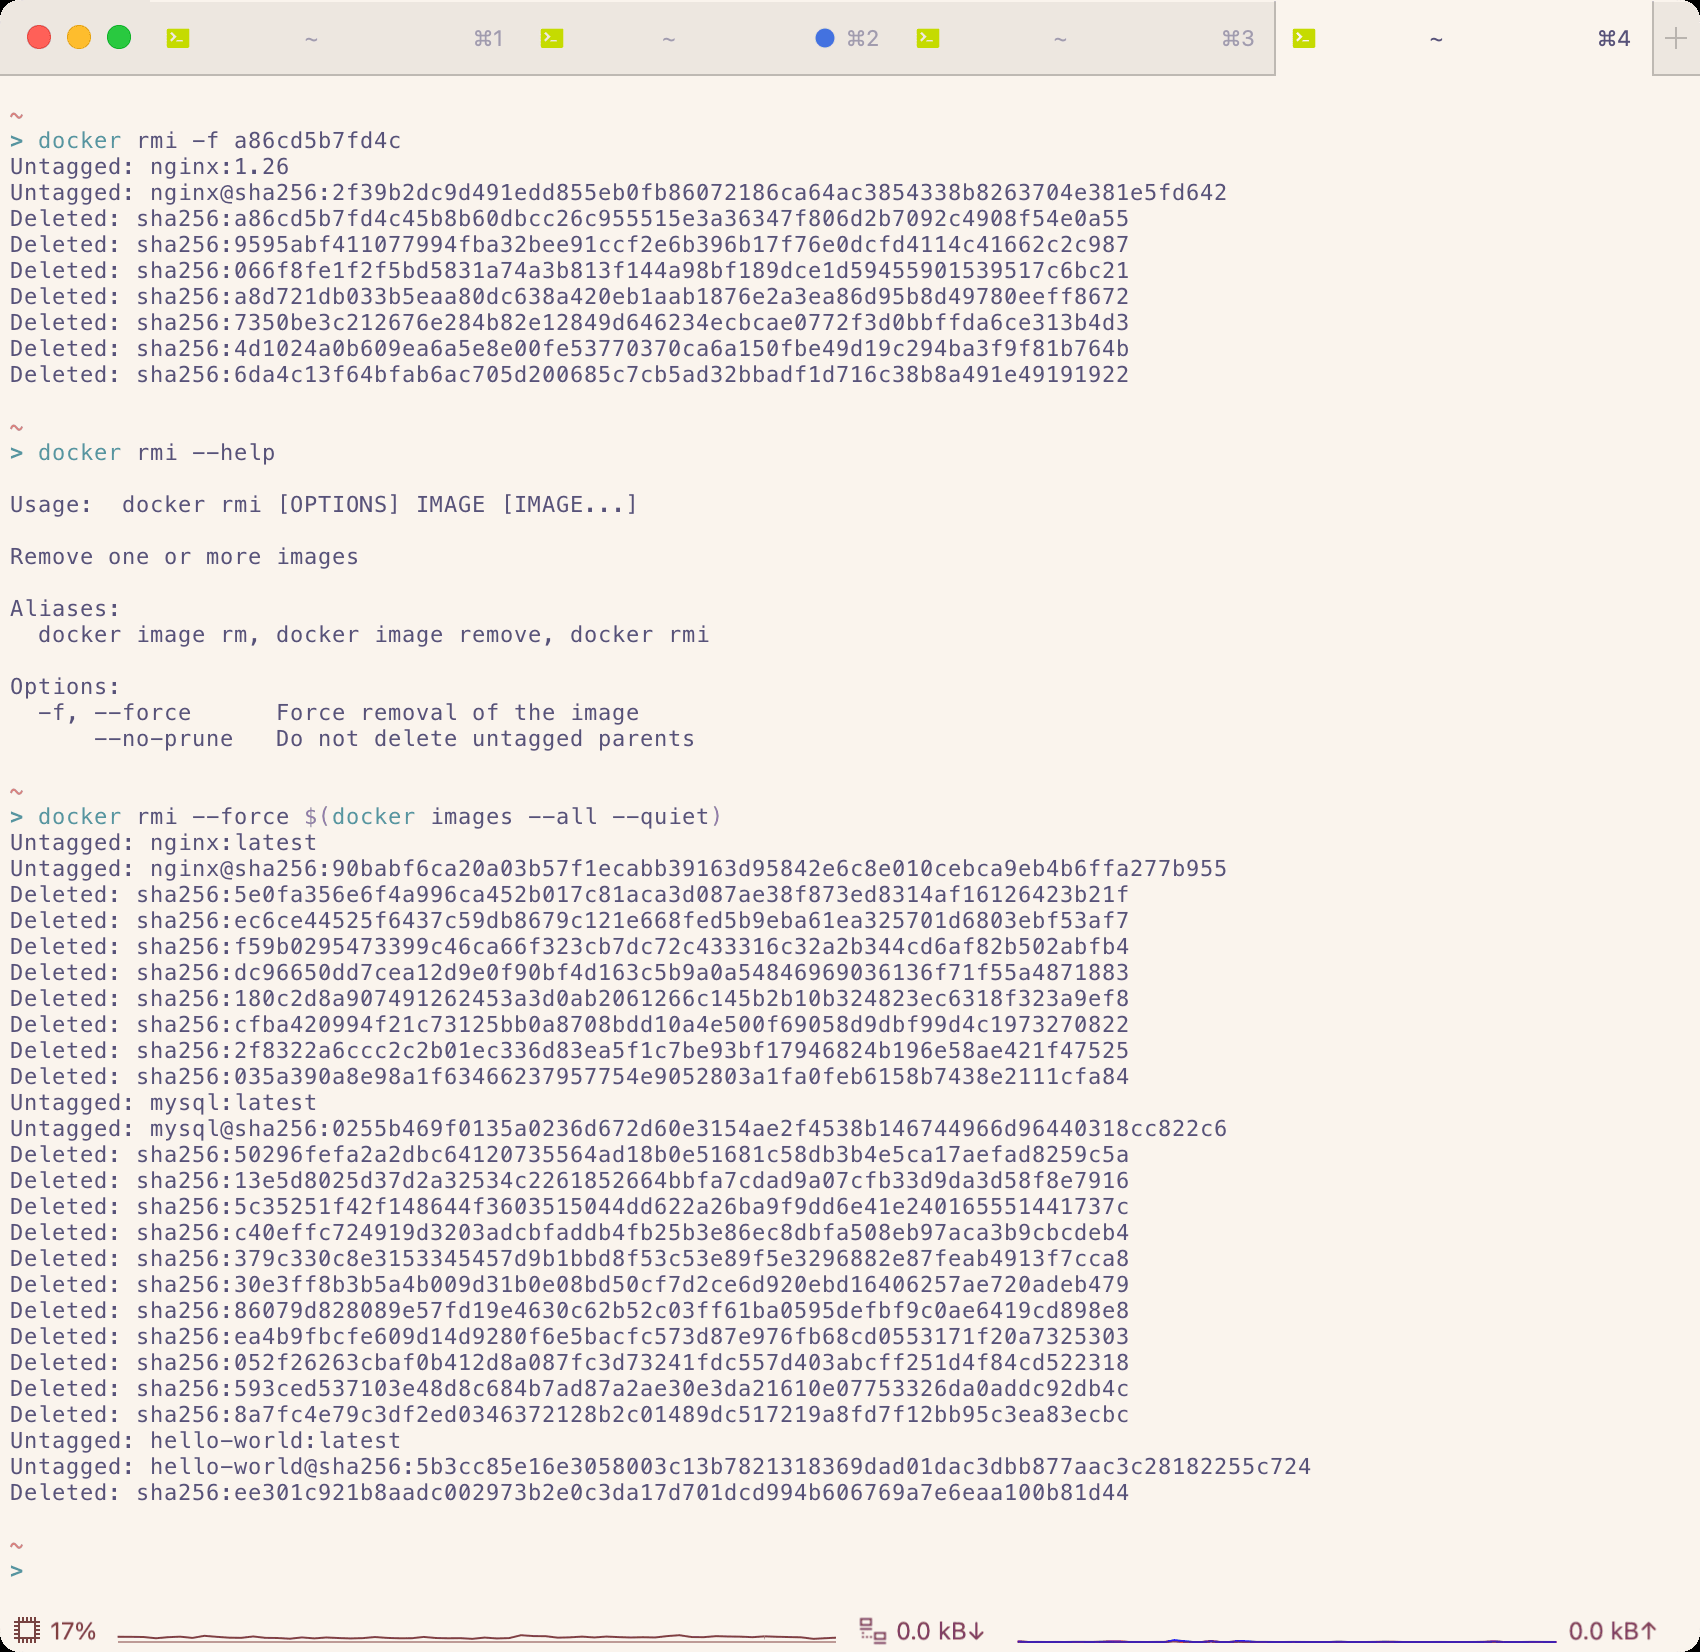 ~ ⌘1 ~ ⌘2 ~ ⌘3 ~ ⌘4
~
> docker rmi -f a86cd5b7fd4c
Untagged: nginx:1.26
Untagged: nginx@sha256:2f39b2dc9d491edd855eb0fb86072186ca64ac3854338b8263704e381e5fd642
Deleted: sha256:a86cd5b7fd4c45b8b60dbcc26c955515e3a36347f806d2b7092c4908f54e0a55
Deleted: sha256:9595abf411077994fba32bee91ccf2e6b396b17f76e0dcfd4114c41662c2c987
Deleted: sha256:066f8fe1f2f5bd5831a74a3b813f144a98bf189dce1d59455901539517c6bc21
Deleted: sha256:a8d721db033b5eaa80dc638a420eb1aab1876e2a3ea86d95b8d49780eeff8672
Deleted: sha256:7350be3c212676e284b82e12849d646234ecbcae0772f3d0bbffda6ce313b4d3
Deleted: sha256:4d1024a0b609ea6a5e8e00fe53770370ca6a150fbe49d19c294ba3f9f81b764b
Deleted: sha256:6da4c13f64bfab6ac705d200685c7cb5ad32bbadf1d716c38b8a491e49191922
~
> docker rmi --help
Usage:  docker rmi [OPTIONS] IMAGE [IMAGE...]
Remove one or more images
Aliases:
  docker image rm, docker image remove, docker rmi
Options:
  -f, --force      Force removal of the image
      --no-prune   Do not delete untagged parents
~
> docker rmi --force $(docker images --all --quiet)
Untagged: nginx:latest
Untagged: nginx@sha256:90babf6ca20a03b57f1ecabb39163d95842e6c8e010cebca9eb4b6ffa277b955
Deleted: sha256:5e0fa356e6f4a996ca452b017c81aca3d087ae38f873ed8314af16126423b21f
Deleted: sha256:ec6ce44525f6437c59db8679c121e668fed5b9eba61ea325701d6803ebf53af7
Deleted: sha256:f59b0295473399c46ca66f323cb7dc72c433316c32a2b344cd6af82b502abfb4
Deleted: sha256:dc96650dd7cea12d9e0f90bf4d163c5b9a0a54846969036136f71f55a4871883
Deleted: sha256:180c2d8a907491262453a3d0ab2061266c145b2b10b324823ec6318f323a9ef8
Deleted: sha256:cfba420994f21c73125bb0a8708bdd10a4e500f69058d9dbf99d4c1973270822
Deleted: sha256:2f8322a6ccc2c2b01ec336d83ea5f1c7be93bf17946824b196e58ae421f47525
Deleted: sha256:035a390a8e98a1f63466237957754e9052803a1fa0feb6158b7438e2111cfa84
Untagged: mysql:latest
Untagged: mysql@sha256:0255b469f0135a0236d672d60e3154ae2f4538b146744966d96440318cc822c6
Deleted: sha256:50296fefa2a2dbc64120735564ad18b0e51681c58db3b4e5ca17aefad8259c5a
Deleted: sha256:13e5d8025d37d2a32534c2261852664bbfa7cdad9a07cfb33d9da3d58f8e7916
Deleted: sha256:5c35251f42f148644f3603515044dd622a26ba9f9dd6e41e240165551441737c
Deleted: sha256:c40effc724919d3203adcbfaddb4fb25b3e86ec8dbfa508eb97aca3b9cbcdeb4
Deleted: sha256:379c330c8e3153345457d9b1bbd8f53c53e89f5e3296882e87feab4913f7cca8
Deleted: sha256:30e3ff8b3b5a4b009d31b0e08bd50cf7d2ce6d920ebd16406257ae720adeb479
Deleted: sha256:86079d828089e57fd19e4630c62b52c03ff61ba0595defbf9c0ae6419cd898e8
Deleted: sha256:ea4b9fbcfe609d14d9280f6e5bacfc573d87e976fb68cd0553171f20a7325303
Deleted: sha256:052f26263cbaf0b412d8a087fc3d73241fdc557d403abcff251d4f84cd522318
Deleted: sha256:593ced537103e48d8c684b7ad87a2ae30e3da21610e07753326da0addc92db4c
Deleted: sha256:8a7fc4e79c3df2ed0346372128b2c01489dc517219a8fd7f12bb95c3ea83ecbc
Untagged: hello-world:latest
Untagged: hello-world@sha256:5b3cc85e16e3058003c13b7821318369dad01dac3dbb877aac3c28182255c724
Deleted: sha256:ee301c921b8aadc002973b2e0c3da17d701dcd994b606769a7e6eaa100b81d44
~
>
17% 0.0 kB↓ 0.0 kB↑